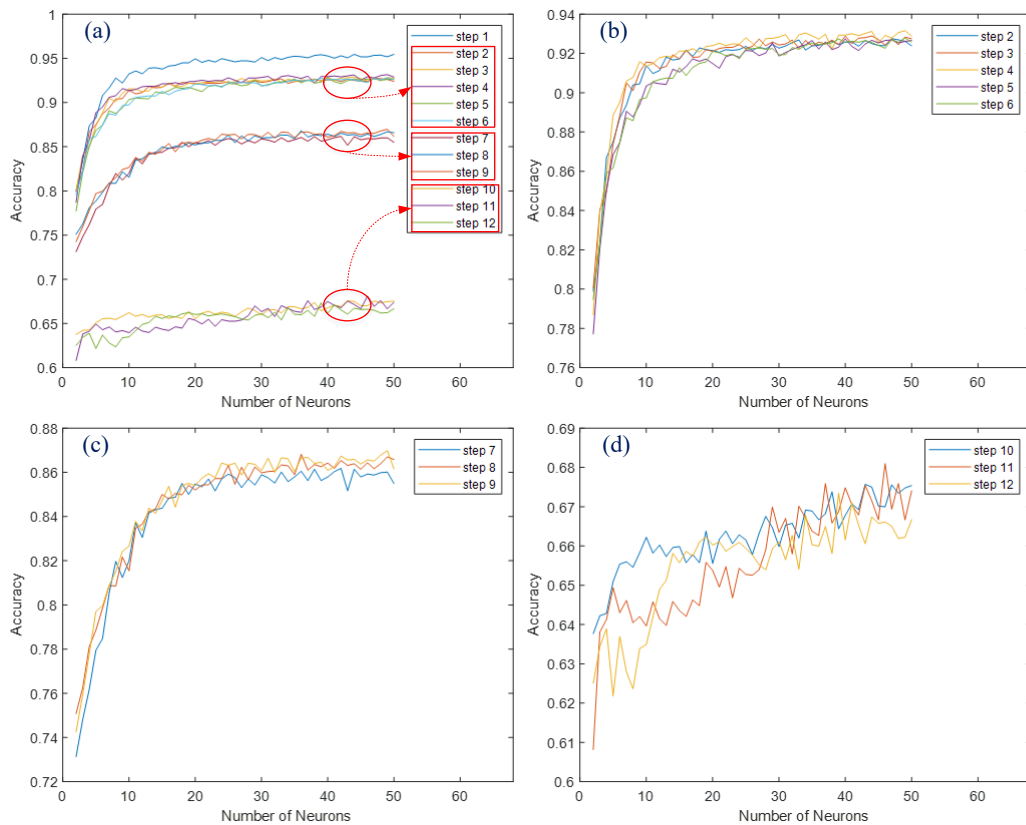 (a)
1
0.95
0.9
0.85
0.8
0.75
0.7
0.65
0.6
Accuracy
0 10 20 30 40 50 60
Number of Neurons
step 1
step 2
step 3
step 4
step 5
step 6
step 7
step 8
step 9
step 10
step 11
step 12
(b)
0.94
0.92
0.9
0.88
0.86
0.84
0.82
0.8
0.78
0.76
Accuracy
0 10 20 30 40 50 60
Number of Neurons
step 2
step 3
step 4
step 5
step 6
(c)
0.88
0.86
0.84
0.82
0.8
0.78
0.76
0.74
0.72
Accuracy
0 10 20 30 40 50 60
Number of Neurons
step 7
step 8
step 9
(d)
0.69
0.68
0.67
0.66
0.65
0.64
0.63
0.62
0.61
0.6
Accuracy
0 10 20 30 40 50 60
Number of Neurons
step 10
step 11
step 12